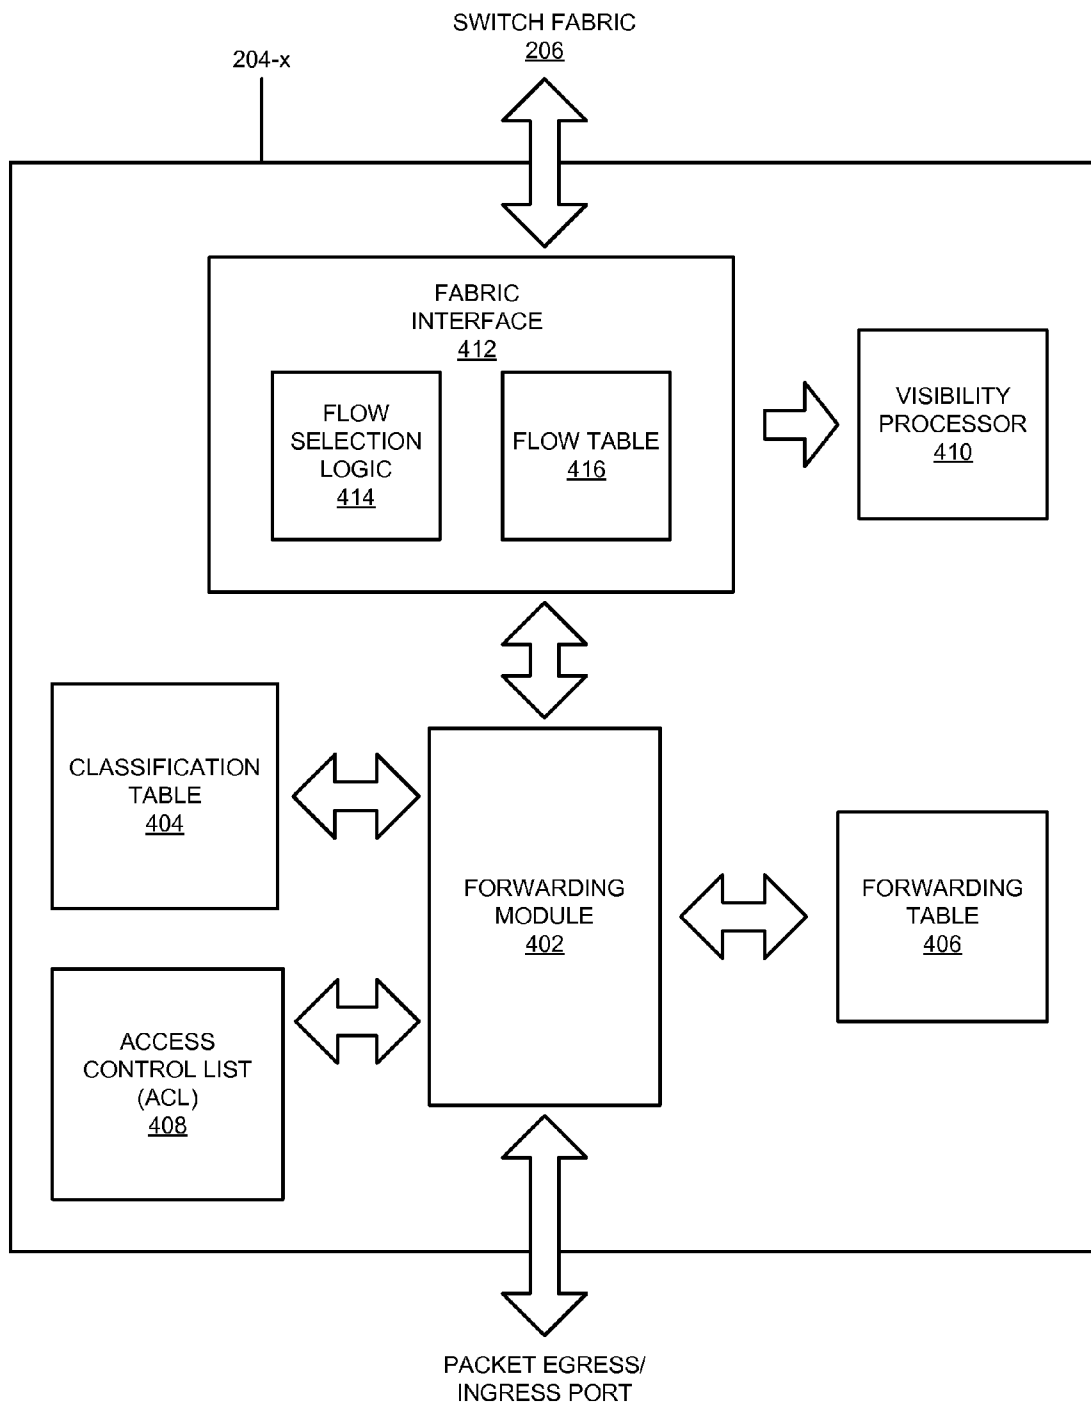 SWITCH FABRIC
206
204-x
FABRIC
INTERFACE
412
FLOW
SELECTION
LOGIC
414
FLOW TABLE
416
VISIBILITY
PROCESSOR
410
CLASSIFICATION
TABLE
404
FORWARDING
MODULE
402
FORWARDING
TABLE
406
ACCESS
CONTROL LIST
(ACL)
408
PACKET EGRESS/
INGRESS PORT